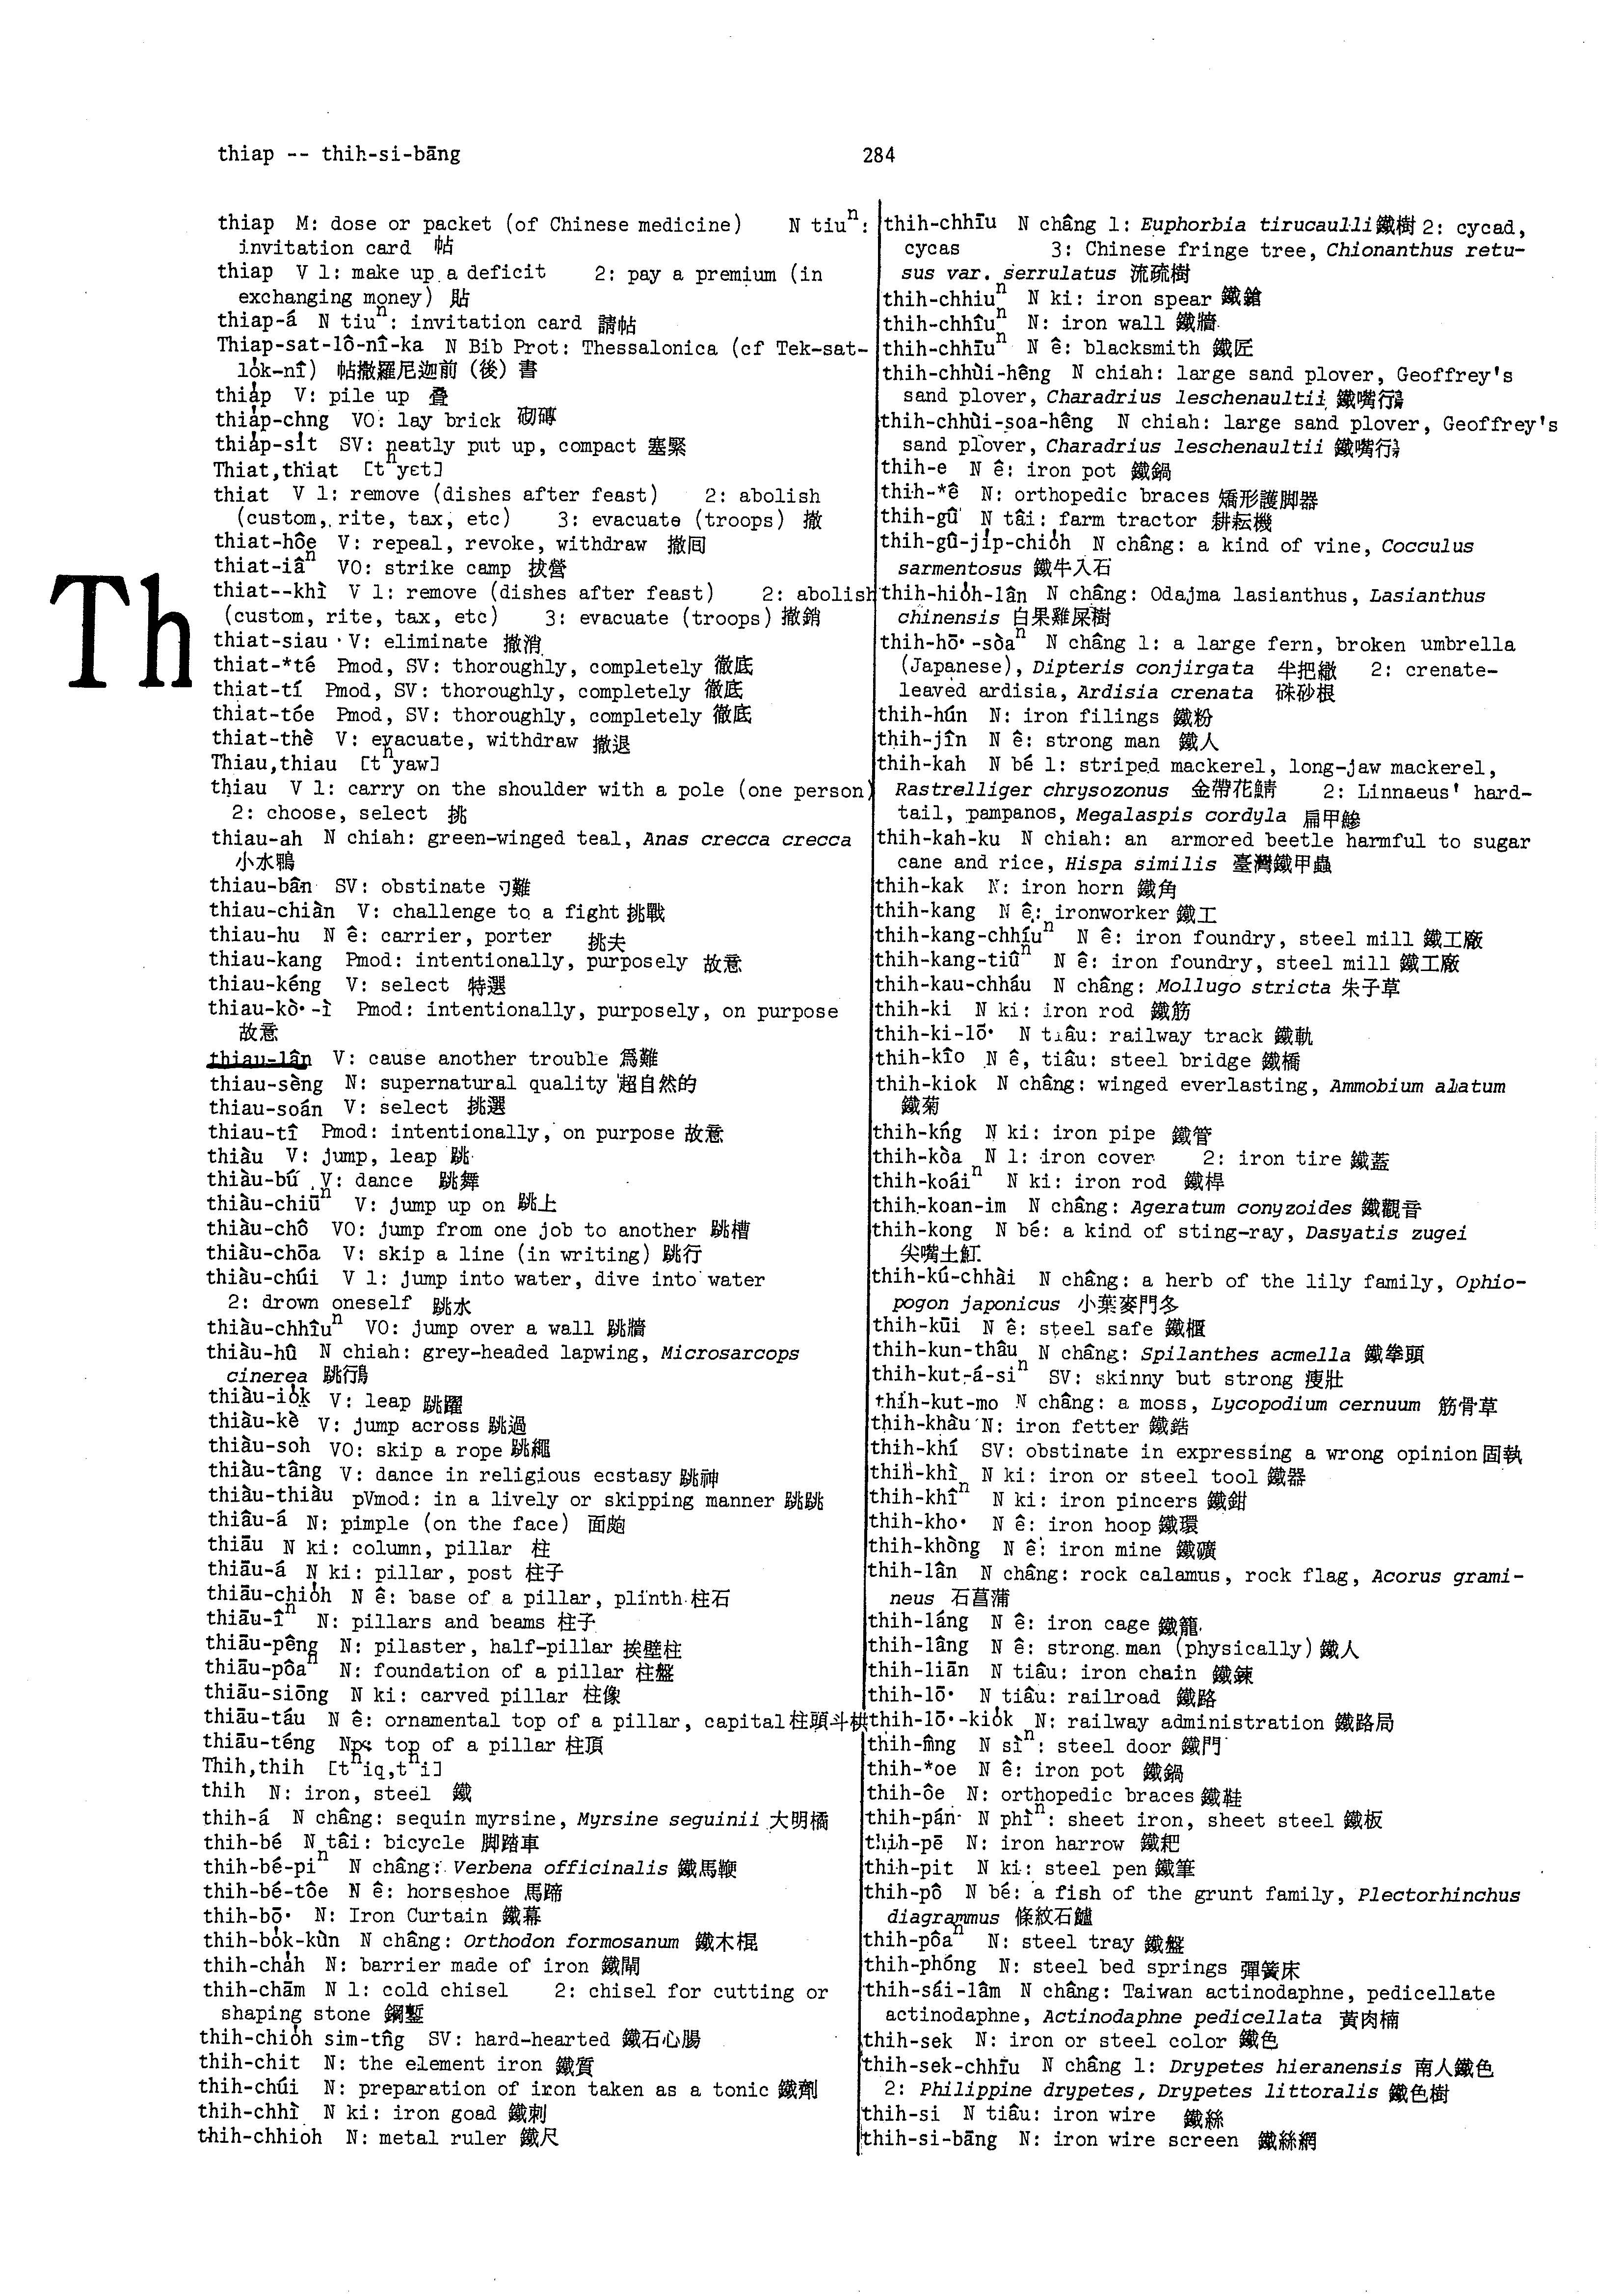 thiap -- thih-si-bāng
284
Th
thiap M: dose or packet (of Chinese medicine) N tiuⁿ:
invitation card 帖
thiap V 1: make up a deficit 2: pay a premium (in
exchanging money) 貼
thiap-á N tiuⁿ: invitation card 請帖
Thiap-sat-lô-nî-ka N Bib Prot: Thessalonica (cf Tek-sat-
lo̍k-nî) 帖撒羅尼迦前（後）書
thia̍p V: pile up 疊
thia̍p-chng VO: lay brick 砌磚
thia̍p-si̍t SV: neatly put up, compact 塞緊
Thiat,thiat [tʰyɛt]
thiat V 1: remove (dishes after feast) 2: abolish
(custom, rite, tax, etc) 3: evacuate (troops) 撤
thiat-hôe V: repeal, revoke, withdraw 撤囘
thiat-iâⁿ VO: strike camp 拔營
thiat--khì V 1: remove (dishes after feast) 2: abolish
(custom, rite, tax, etc) 3: evacuate (troops) 撤銷
thiat-siau V: eliminate 撤消
thiat-*té Pmod, SV: thoroughly, completely 徹底
thiat-tí Pmod, SV: thoroughly, completely 徹底
thiat-tóe Pmod, SV: thoroughly, completely 徹底
thiat-thè V: evacuate, withdraw 撤退
Thiau,thiau [tʰyaw]
thiau V 1: carry on the shoulder with a pole (one person)
2: choose, select 挑
thiau-ah N chiah: green-winged teal, Anas crecca crecca
小水鴨
thiau-bân SV: obstinate 刁難
thiau-chiàn V: challenge to a fight 挑戰
thiau-hu N ê: carrier, porter 挑夫
thiau-kang Pmod: intentionally, purposely 故意
thiau-kéng V: select 特選
thiau-kò͘-ì Pmod: intentionally, purposely, on purpose
故意
thiau-lân V: cause another trouble 爲難
thiau-sèng N: supernatural quality 超自然的
thiau-soán V: select 挑選
thiau-tî Pmod: intentionally, on purpose 故意
thiàu V: jump, leap 跳
thiàu-bú V: dance 跳舞
thiàu-chiūⁿ V: jump up on 跳上
thiàu-chô VO: jump from one job to another 跳槽
thiàu-chōa V: skip a line (in writing) 跳行
thiàu-chúi V 1: jump into water, dive into water
2: drown oneself 跳水
thiàu-chhîuⁿ VO: jump over a wall 跳牆
thiàu-hû N chiah: grey-headed lapwing, Microsarcops
cinerea 跳行鳥
thiàu-io̍k V: leap 跳躍
thiàu-kè V: jump across 跳過
thiàu-soh VO: skip a rope 跳繩
thiàu-tâng V: dance in religious ecstasy 跳神
thiàu-thiàu pVmod: in a lively or skipping manner 跳跳
thiâu-á N: pimple (on the face) 面皰
thiāu N ki: column, pillar 柱
thiāu-á N ki: pillar, post 柱子
thiāu-chio̍h N ê: base of a pillar, plinth 柱石
thiāu-îⁿ N: pillars and beams 柱子
thiāu-pêng N: pilaster, half-pillar 挨壁柱
thiāu-pôaⁿ N: foundation of a pillar 柱盤
thiāu-siōng N ki: carved pillar 柱像
thiāu-táu N ê: ornamental top of a pillar, capital 柱頭斗栱
thiāu-téng Np: top of a pillar 柱頂
Thih,thih [tʰiq,tʰi]
thih N: iron, steel 鐵
thih-á N châng: sequin myrsine, Myrsine seguinii 大明橘
thih-bé N tâi: bicycle 脚踏車
thih-bé-piⁿ N châng: Verbena officinalis 鐵馬鞭
thih-bé-tôe N ê: horseshoe 馬蹄
thih-bō͘ N: Iron Curtain 鐵幕
thih-bo̍k-kùn N châng: Orthodon formosanum 鐵木棍
thih-cha̍h N: barrier made of iron 鐵閘
thih-chām N 1: cold chisel 2: chisel for cutting or
shaping stone 鋼鏨
thih-chio̍h sim-tn̂g SV: hard-hearted 鐵石心腸
thih-chit N: the element iron 鐵質
thih-chúi N: preparation of iron taken as a tonic 鐵劑
thih-chhì N ki: iron goad 鐵刺
thih-chhioh N: metal ruler 鐵尺
thih-chhīu N châng 1: Euphorbia tirucaulli 鐵樹 2: cycad,
cycas 3: Chinese fringe tree, Chionanthus retu-
sus var. serrulatus 流疏樹
thih-chhiuⁿ N ki: iron spear 鐵鎗
thih-chhîuⁿ N: iron wall 鐵牆
thih-chhīuⁿ N ê: blacksmith 鐵匠
thih-chhùi-hêng N chiah: large sand plover, Geoffrey's
sand plover, Charadrius leschenaultii 鐵嘴行鳥
thih-chhùi-soa-hêng N chiah: large sand plover, Geoffrey's
sand plover, Charadrius leschenaultii 鐵嘴行鳥
thih-e N ê: iron pot 鐵鍋
thih-*ê N: orthopedic braces 矯形護脚器
thih-gû N tâi: farm tractor 耕耘機
thih-gû-ji̍p-chio̍h N châng: a kind of vine, Cocculus
sarmentosus 鐵牛入石
thih-hio̍h-lân N châng: Odajma lasianthus, Lasianthus
chinensis 白果雞屎樹
thih-hō͘-sòaⁿ N châng 1: a large fern, broken umbrella
(Japanese), Dipteris conjirgata 半把繖 2: crenate-
leaved ardisia, Ardisia crenata 硃砂根
thih-hún N: iron filings 鐵粉
thih-jîn N ê: strong man 鐵人
thih-kah N bé 1: striped mackerel, long-jaw mackerel,
Rastrelliger chrysozonus 金帶花鯖 2: Linnaeus' hard-
tail, pampanos, Megalaspis cordyla 扁甲鰺
thih-kah-ku N chiah: an armored beetle harmful to sugar
cane and rice, Hispa similis 臺灣鐵甲蟲
thih-kak N: iron horn 鐵角
thih-kang N ê: ironworker 鐵工
thih-kang-chhíuⁿ N ê: iron foundry, steel mill 鐵工廠
thih-kang-tiûⁿ N ê: iron foundry, steel mill 鐵工廠
thih-kau-chháu N châng: Mollugo stricta 朱子草
thih-ki N ki: iron rod 鐵筋
thih-ki-lō͘ N tiâu: railway track 鐵軌
thih-kîo N ê, tiâu: steel bridge 鐵橋
thih-kiok N châng: winged everlasting, Ammobium alatum
鐵菊
thih-kńg N ki: iron pipe 鐵管
thih-kòa N 1: iron cover 2: iron tire 鐵蓋
thih-koáiⁿ N ki: iron rod 鐵桿
thih-koan-im N châng: Ageratum conyzoides 鐵觀音
thih-kong N bé: a kind of sting-ray, Dasyatis zugei
尖嘴土魟
thih-kú-chhài N châng: a herb of the lily family, Ophio-
pogon japonicus 小葉麥門冬
thih-kūi N ê: steel safe 鐵櫃
thih-kun-thâu N châng: Spilanthes acmella 鐵拳頭
thih-kut-á-siⁿ SV: skinny but strong 瘦壯
thih-kut-mo N châng: a moss, Lycopodium cernuum 筋骨草
thih-khâu N: iron fetter 鐵銬
thih-khí SV: obstinate in expressing a wrong opinion 固執
thih-khì N ki: iron or steel tool 鐵器
thih-khîⁿ N ki: iron pincers 鐵鉗
thih-kho͘ N ê: iron hoop 鐵環
thih-khòng N ê: iron mine 鐵礦
thih-lân N châng: rock calamus, rock flag, Acorus grami-
neus 石菖蒲
thih-láng N ê: iron cage 鐵籠
thih-lâng N ê: strong man (physically) 鐵人
thih-liān N tiâu: iron chain 鐵鍊
thih-lō͘ N tiâu: railroad 鐵路
thih-lō͘-kio̍k N: railway administration 鐵路局
thih-m̂ng N sìⁿ: steel door 鐵門
thih-*oe N ê: iron pot 鐵鍋
thih-ôe N: orthopedic braces 鐵鞋
thih-pán N phìⁿ: sheet iron, sheet steel 鐵板
thih-pē N: iron harrow 鐵耙
thih-pit N ki: steel pen 鐵筆
thih-pô N bé: a fish of the grunt family, Plectorhinchus
diagrammus 條紋石鱸
thih-pôaⁿ N: steel tray 鐵盤
thih-phóng N: steel bed springs 彈簧床
thih-sái-lâm N châng: Taiwan actinodaphne, pedicellate
actinodaphne, Actinodaphne pedicellata 黃肉楠
thih-sek N: iron or steel color 鐵色
thih-sek-chhīu N châng 1: Drypetes hieranensis 南人鐵色
2: Philippine drypetes, Drypetes littoralis 鐵色樹
thih-si N tiâu: iron wire 鐵絲
thih-si-bāng N: iron wire screen 鐵絲網